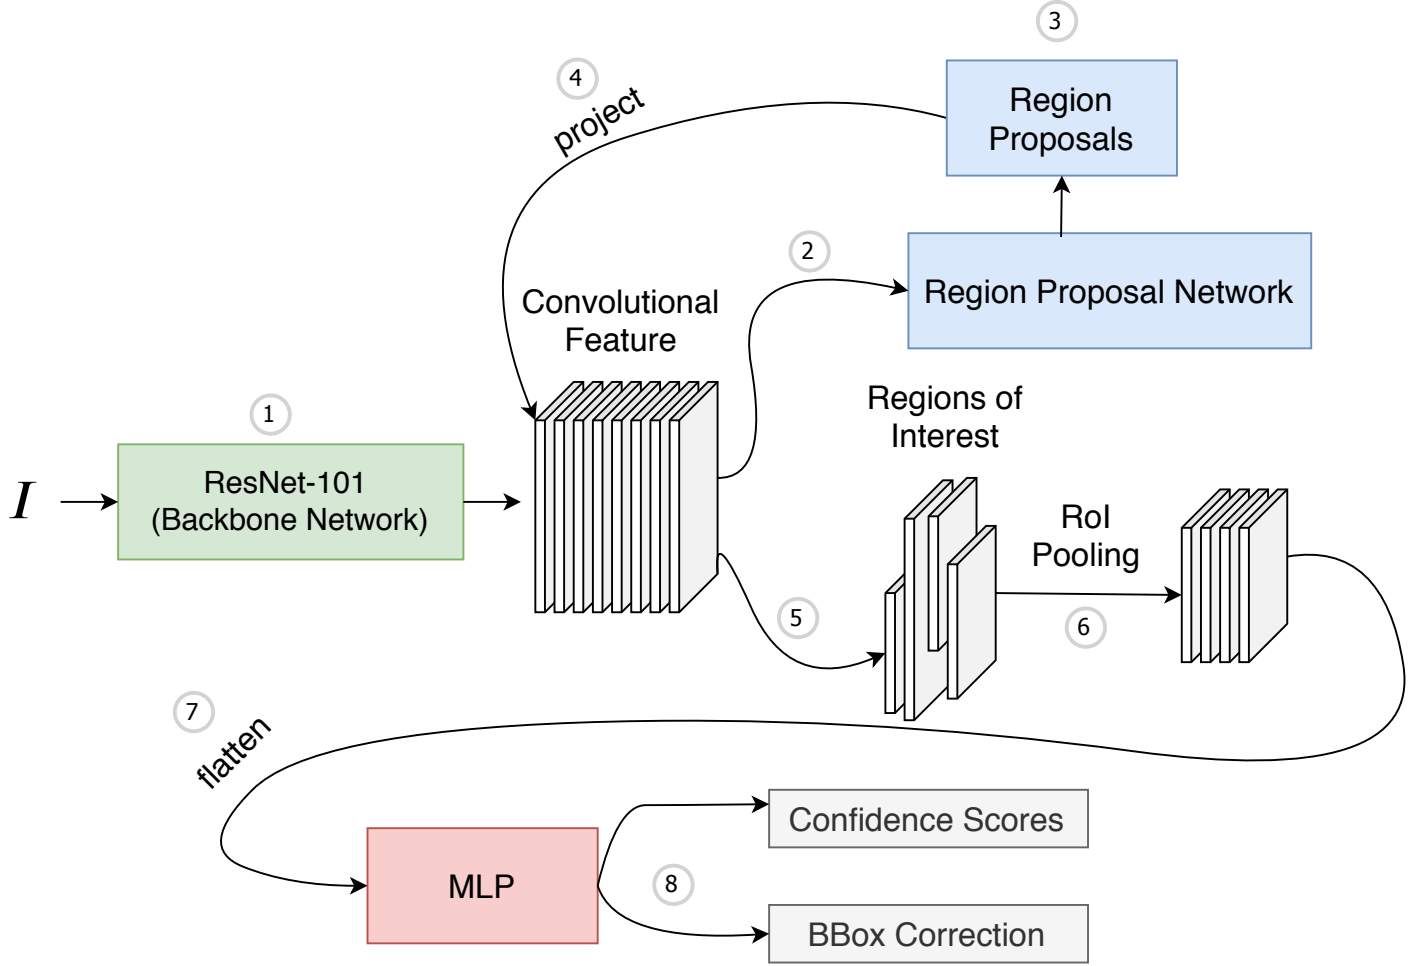 3
Region
Proposals
4
project
2
Region Proposal Network
Convolutional
Feature
1
I
ResNet-101
(Backbone Network)
Regions of
Interest
RoI
Pooling
5
6
7
flatten
MLP
8
Confidence Scores
BBox Correction